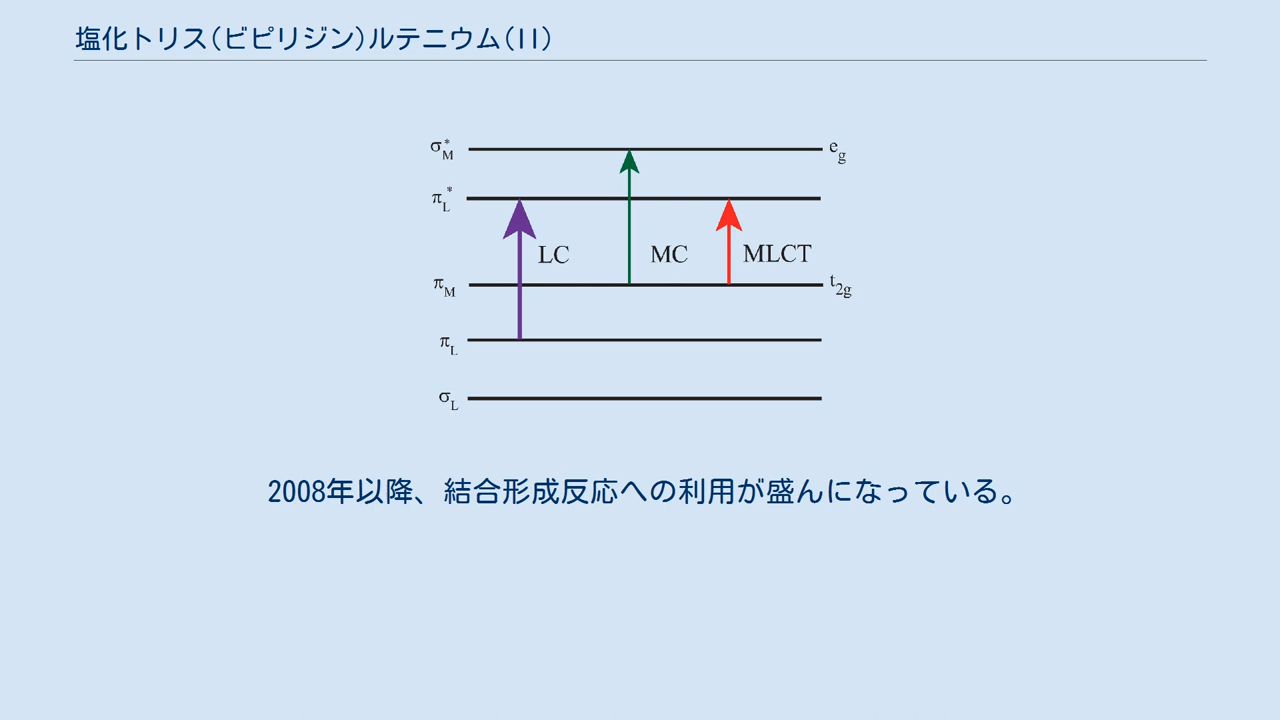 塩化トリス(ビピリジン)ルテニウム(II)
σM* eg
πL*
LC MC MLCT
πM t2g
πL
σL
2008年以降、結合形成反応への利用が盛んになっている。